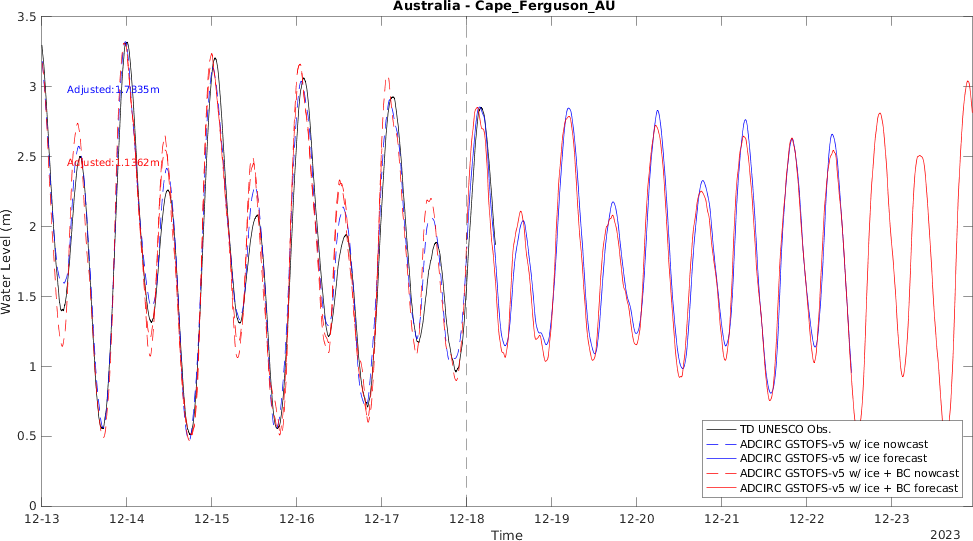 Australia - Cape_Ferguson_AU
3.5
3
2.5
2
1.5
1
0.5
0
Water Level (m)
Adjusted:1.7335m
Adjusted:1.1362m
TD UNESCO Obs.
ADCIRC GSTOFS-v5 w/ ice nowcast
ADCIRC GSTOFS-v5 w/ ice forecast
ADCIRC GSTOFS-v5 w/ ice + BC nowcast
ADCIRC GSTOFS-v5 w/ ice + BC forecast
12-13 12-14 12-15 12-16 12-17 12-18 12-19 12-20 12-21 12-22 12-23
Time
2023